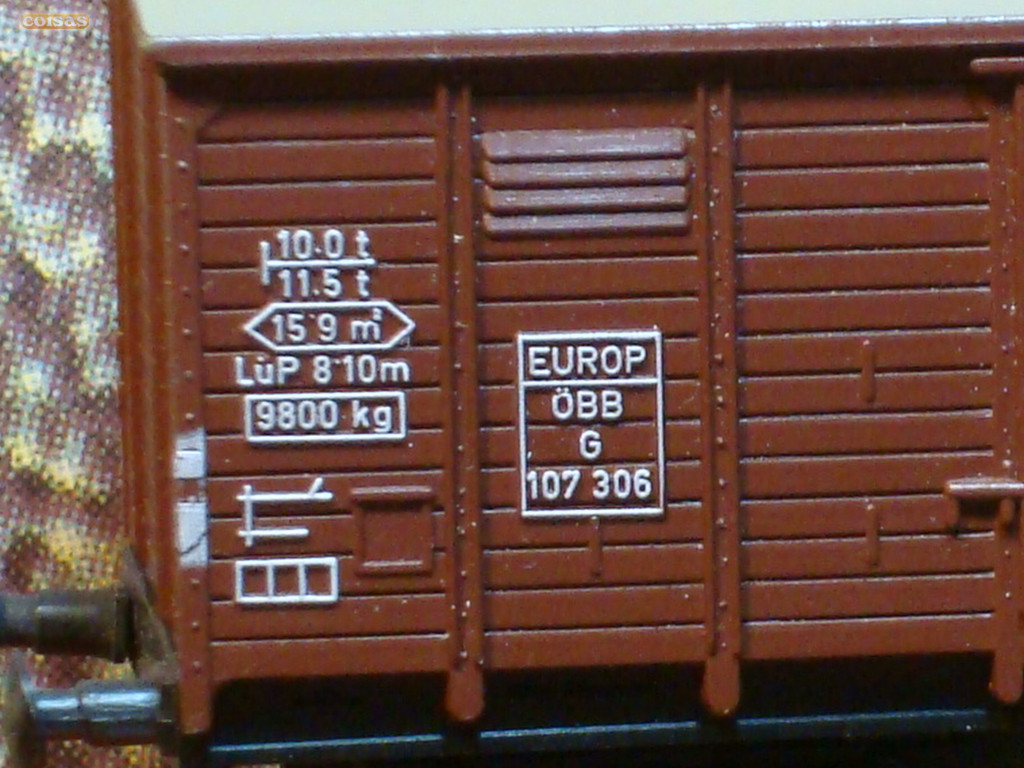 coisas
10.0 t
11.5 t
15.9 m²
LüP 8.10m
9800 kg
EUROP
ÖBB
G
107 306